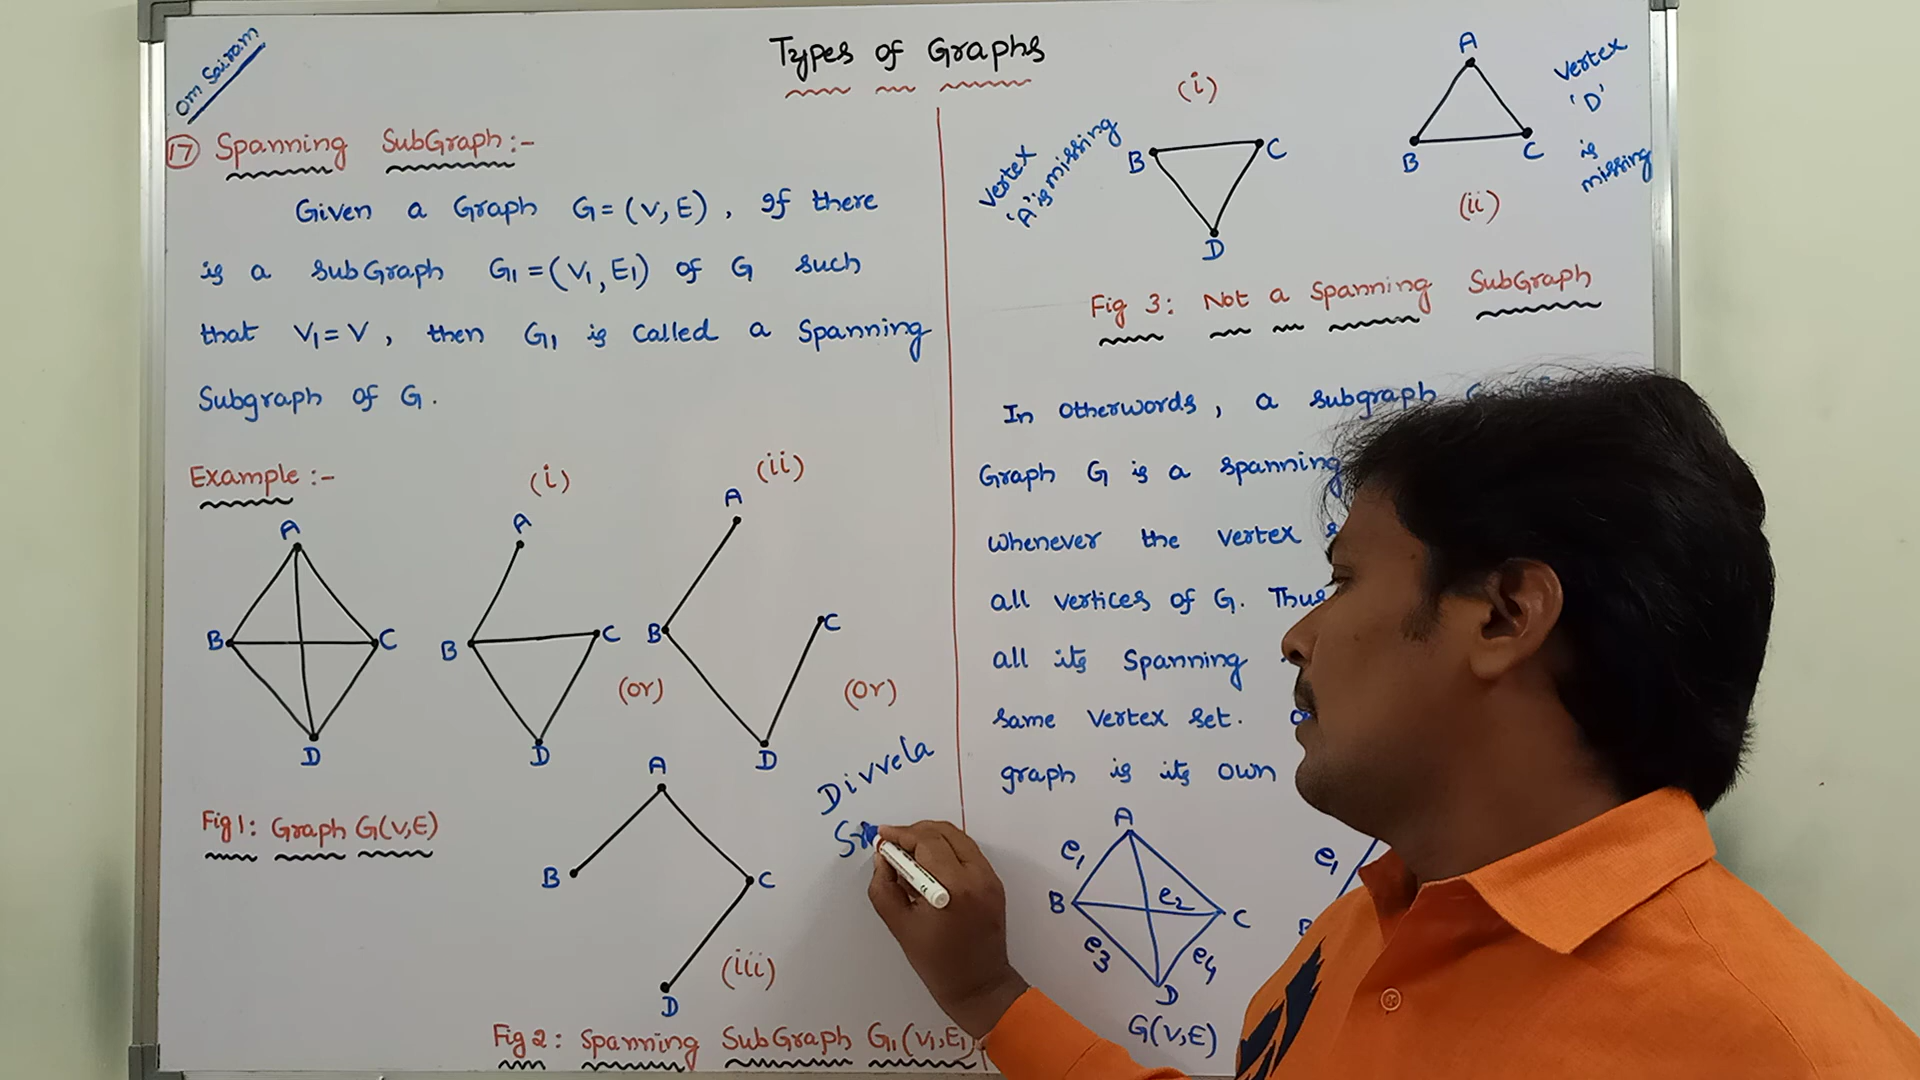 Om Sairam
Types of Graphs
17 Spanning SubGraph:-
Given a Graph G=(V,E), If there
is a subGraph G1=(V1,E1) of G such
that V1=V, then G1 is called a Spanning
Subgraph of G.
Example:-
A
B
C
D
Fig 1: Graph G(V,E)
(i)
A
B
C
D
(or)
(ii)
A
B
C
D
(or)
A
B
C
D
(iii)
Divvela
Fig 2: Spanning SubGraph G1(V1,E1)
(i)
Vertex
"A" is missing
B
C
D
A
B
C
(ii)
Vertex
'D'
is
missing
Fig 3: Not a Spanning SubGraph
In otherwords, a subgraph
Graph G is a spanning
whenever the vertex
all vertices of G. Thus
all its Spanning
same vertex set.
graph is its own
A
e1
e2
B
C
e3
e4
D
G(V,E)
e1